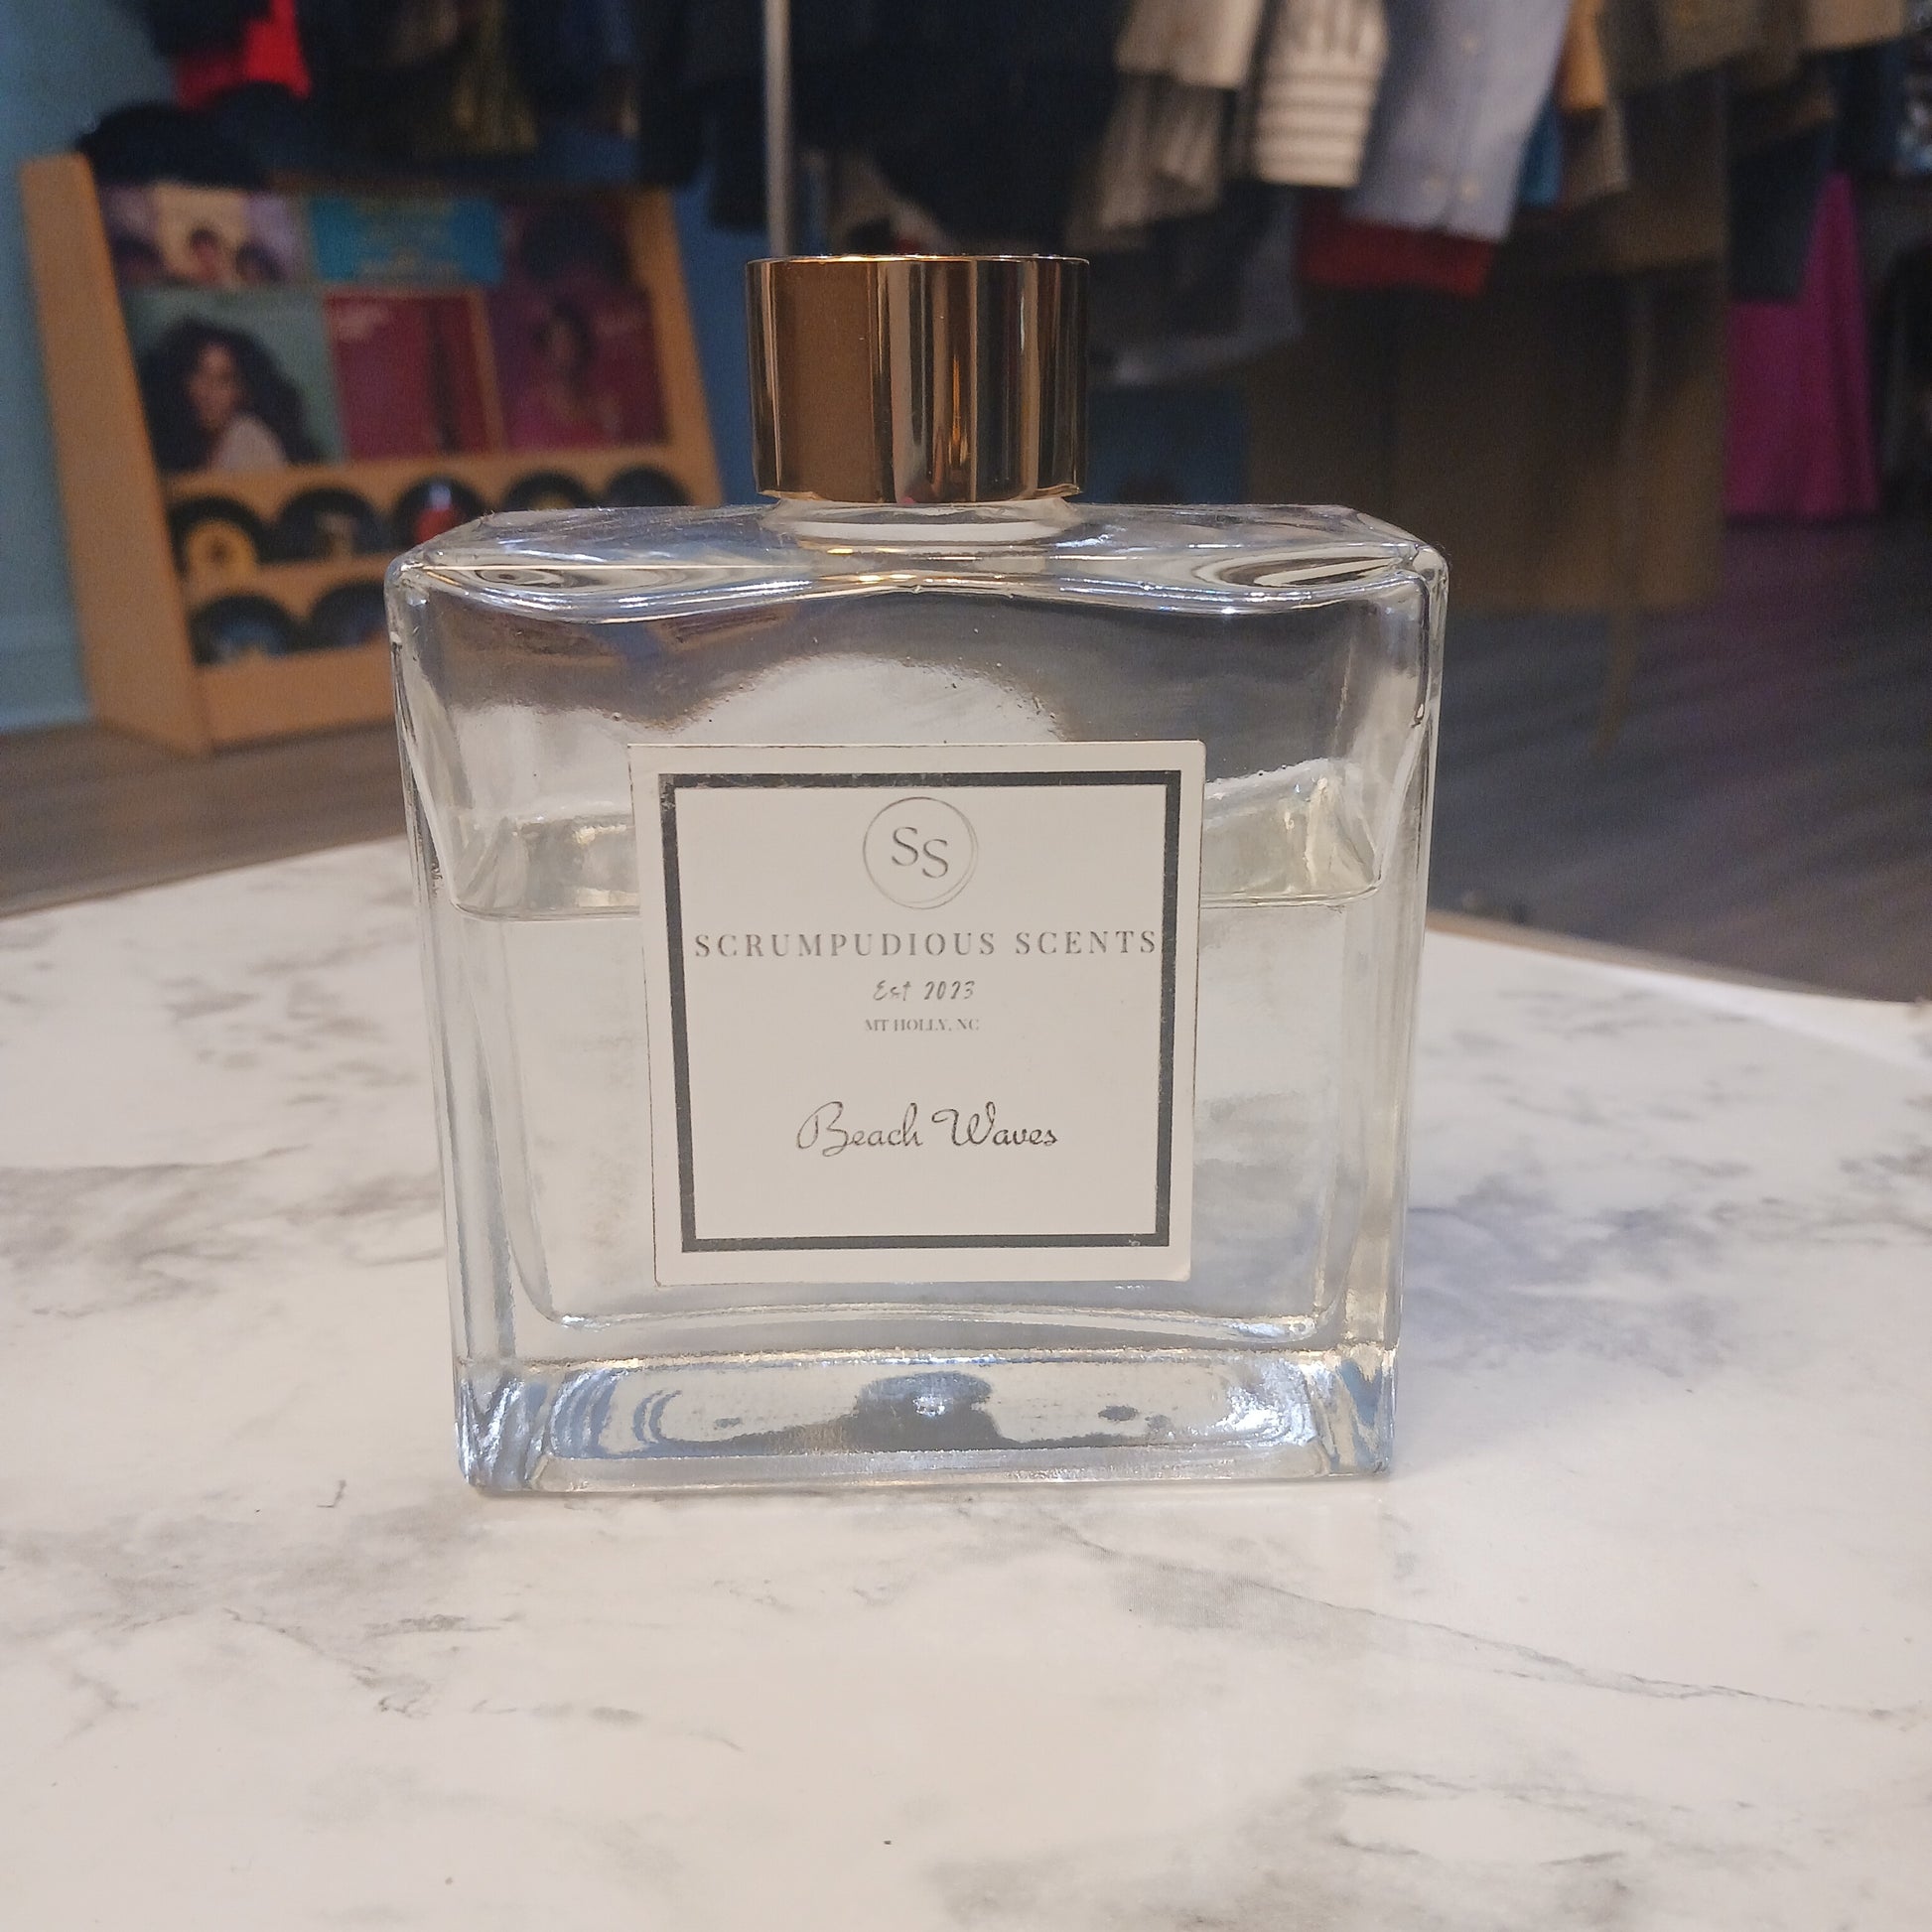 SS
SCRUMPUDIOUS SCENTS
Est 2023
MT HOLLY, NC
Beach Waves